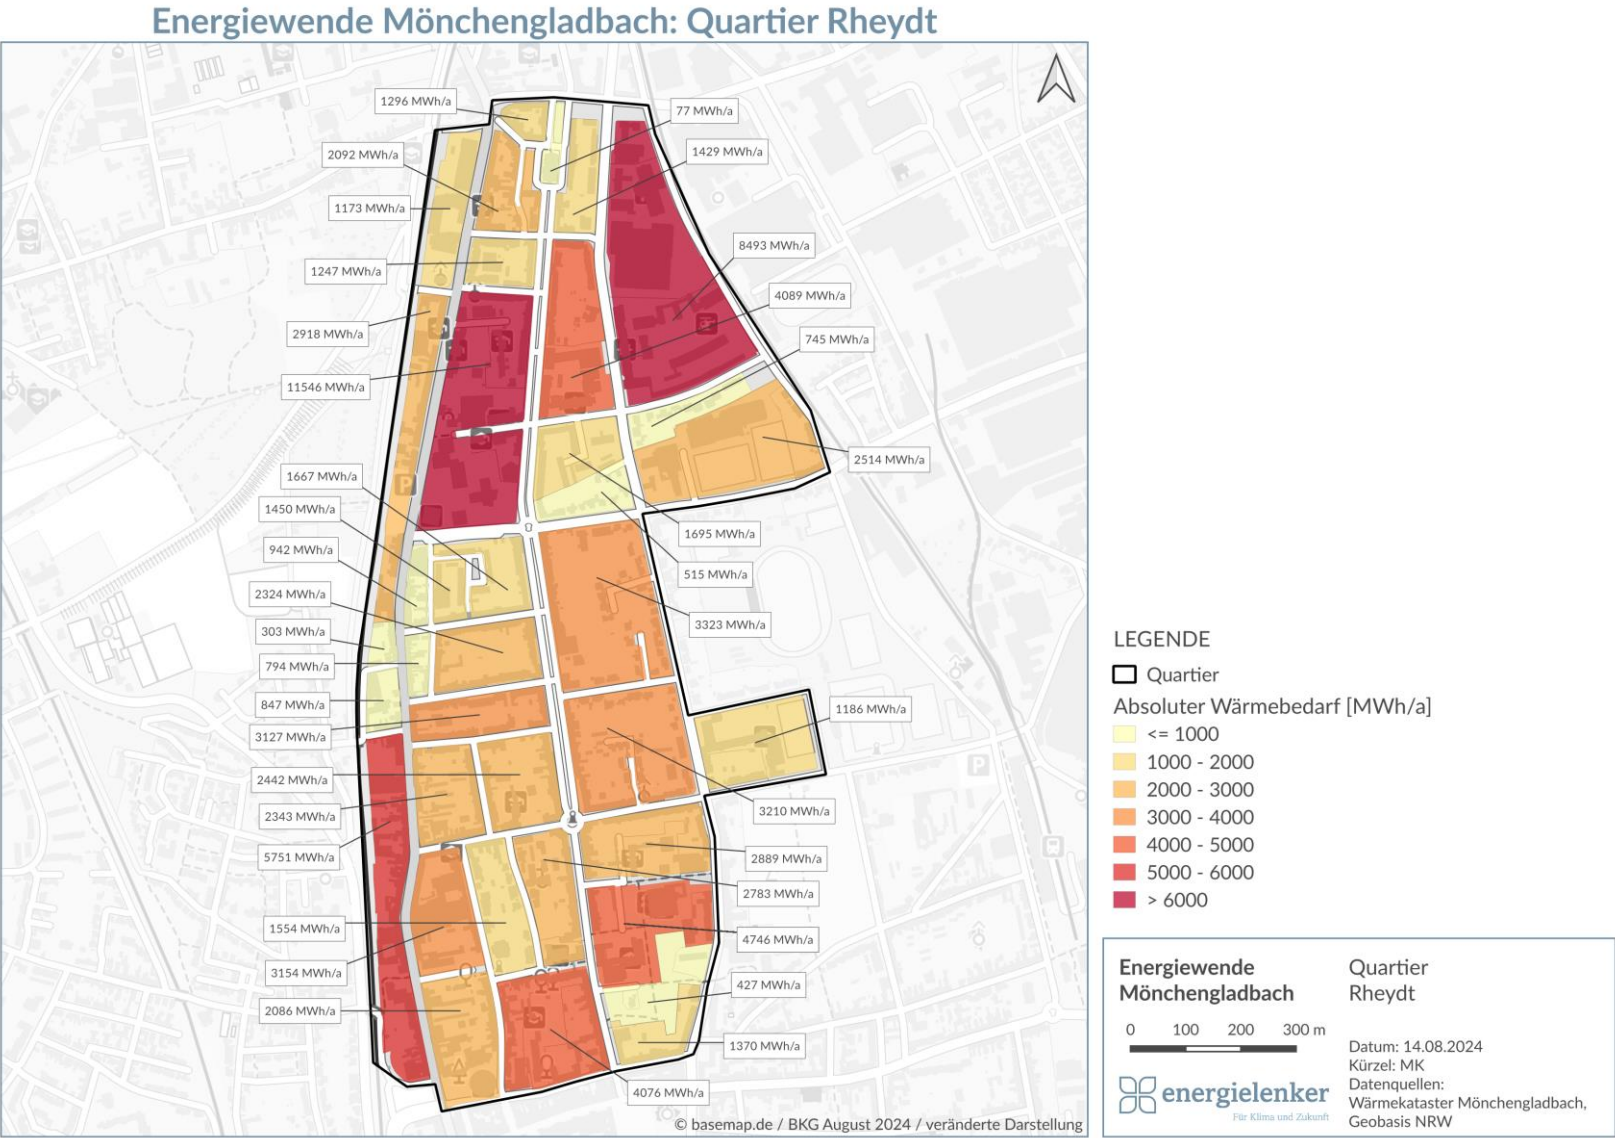 Energiewende Mönchengladbach: Quartier Rheydt
1296 MWh/a
77 MWh/a
2092 MWh/a
1429 MWh/a
1173 MWh/a
8493 MWh/a
1247 MWh/a
4089 MWh/a
2918 MWh/a
745 MWh/a
11546 MWh/a
2514 MWh/a
1667 MWh/a
1450 MWh/a
1695 MWh/a
942 MWh/a
515 MWh/a
2324 MWh/a
3323 MWh/a
303 MWh/a
794 MWh/a
847 MWh/a
1186 MWh/a
3127 MWh/a
2442 MWh/a
2343 MWh/a
3210 MWh/a
5751 MWh/a
2889 MWh/a
2783 MWh/a
1554 MWh/a
4746 MWh/a
3154 MWh/a
427 MWh/a
2086 MWh/a
1370 MWh/a
4076 MWh/a
P
P
© basemap.de / BKG August 2024 / veränderte Darstellung
LEGENDE
Quartier
Absoluter Wärmebedarf [MWh/a]
<= 1000
1000 - 2000
2000 - 3000
3000 - 4000
4000 - 5000
5000 - 6000
> 6000
Energiewende
Mönchengladbach
Quartier
Rheydt
0 100 200 300 m
Datum: 14.08.2024
Kürzel: MK
Datenquellen:
Wärmekataster Mönchengladbach,
Geobasis NRW
energielenker
Für Klima und Zukunft